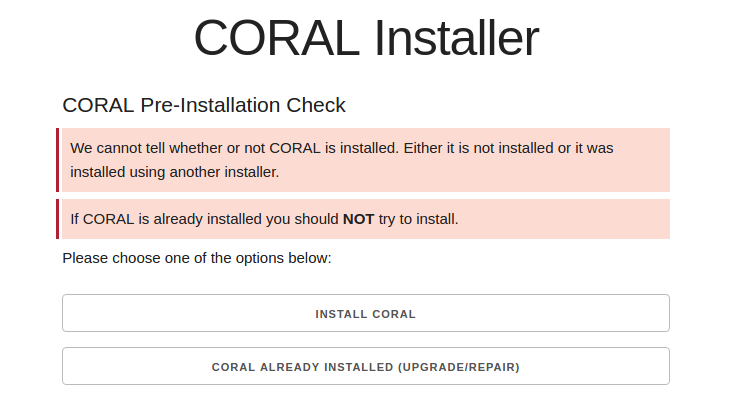 CORAL Installer
CORAL Pre-Installation Check
We cannot tell whether or not CORAL is installed. Either it is not installed or it was
installed using another installer.
If CORAL is already installed you should NOT try to install.
Please choose one of the options below:
INSTALL CORAL
CORAL ALREADY INSTALLED (UPGRADE/REPAIR)